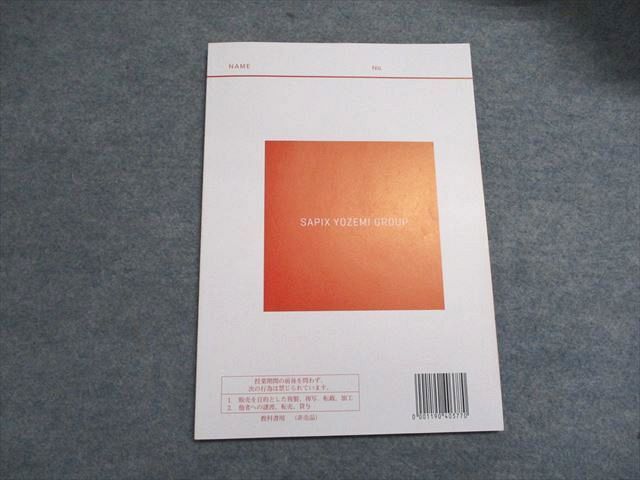 NAME No.
SAPIX YOZEMI GROUP
授業期間の前後を問わず、
次の行為は禁じられています。
1. 販売を目的とした複製、複写、転載、加工
2. 他者への譲渡、転売、貸与
教科書用 (非売品)
0 001190 403770